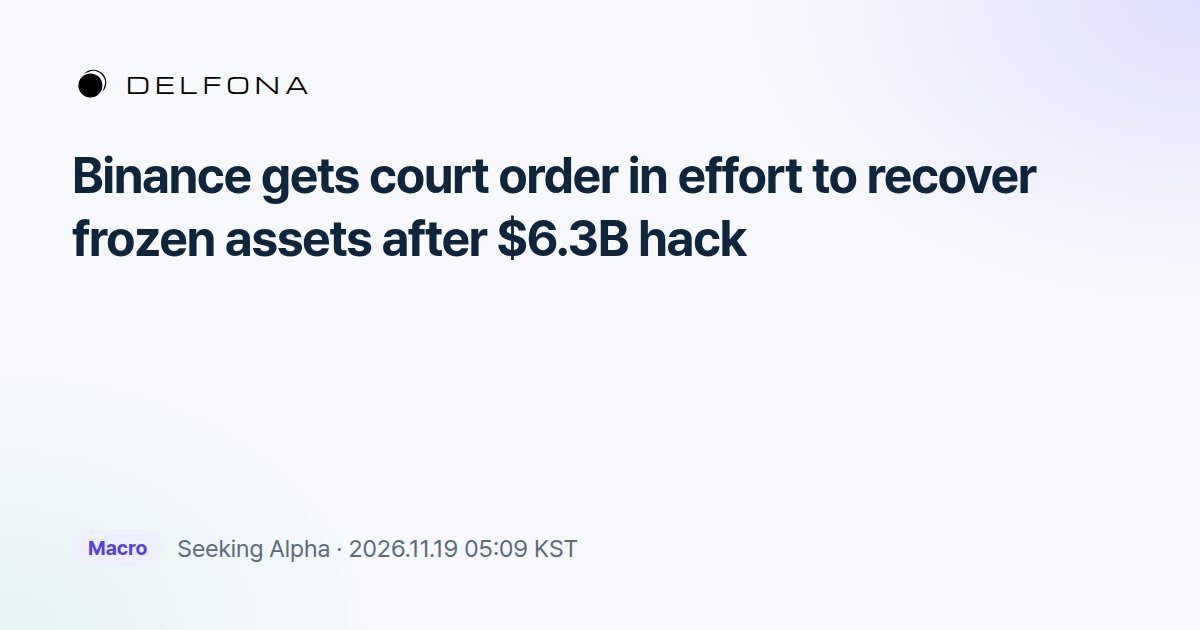 DELFONA
Binance gets court order in effort to recover
frozen assets after $6.3B hack
Macro Seeking Alpha · 2026.11.19 05:09 KST